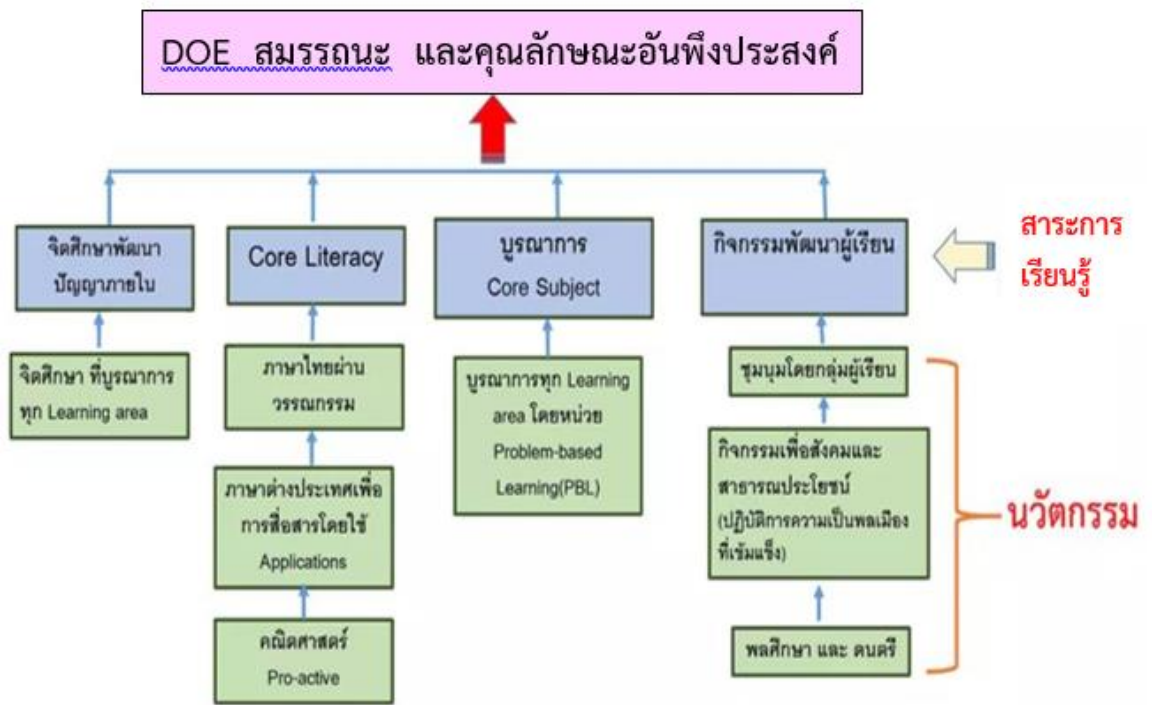 DOE สมรรถนะ และคุณลักษณะอันพึงประสงค์
จิตศึกษาพัฒนา
ปัญญาภายใน
Core Literacy
บูรณาการ
Core Subject
กิจกรรมพัฒนาผู้เรียน
สาระการ
เรียนรู้
จิตศึกษา ที่บูรณาการ
ทุก Learning area
ภาษาไทยผ่าน
วรรณกรรม
ภาษาต่างประเทศเพื่อ
การสื่อสารโดยใช้
Applications
คณิตศาสตร์
Pro-active
บูรณาการทุก Learning
area โดยหน่วย
Problem-based
Learning(PBL)
ชุมนุมโดยกลุ่มผู้เรียน
กิจกรรมเพื่อสังคมและ
สาธารณประโยชน์
(ปฏิบัติการความเป็นพลเมือง
ที่เข้มแข็ง)
พลศึกษา และ ดนตรี
นวัตกรรม